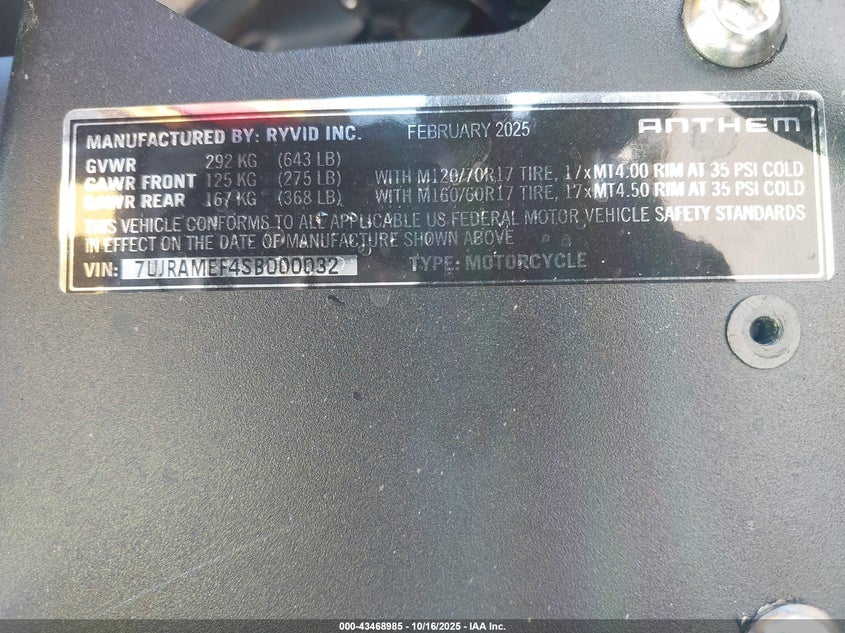 MANUFACTURED BY: RYVID INC. FEBRUARY 2025 ANTHEM
GVWR 292 KG (643 LB)
GAWR FRONT 125 KG (275 LB) WITH M120/70R17 TIRE, 17xMT4.00 RIM AT 35 PSI COLD
GAWR REAR 167 KG (368 LB) WITH M160/60R17 TIRE, 17xMT4.50 RIM AT 35 PSI COLD
THIS VEHICLE CONFORMS TO ALL APPLICABLE US FEDERAL MOTOR VEHICLE SAFETY STANDARDS
IN EFFECT ON THE DATE OF MANUFACTURE SHOWN ABOVE
VIN: 7UJRAMEF4SB000032 TYPE: MOTORCYCLE
000-43468985 - 10/16/2025 - IAA Inc.